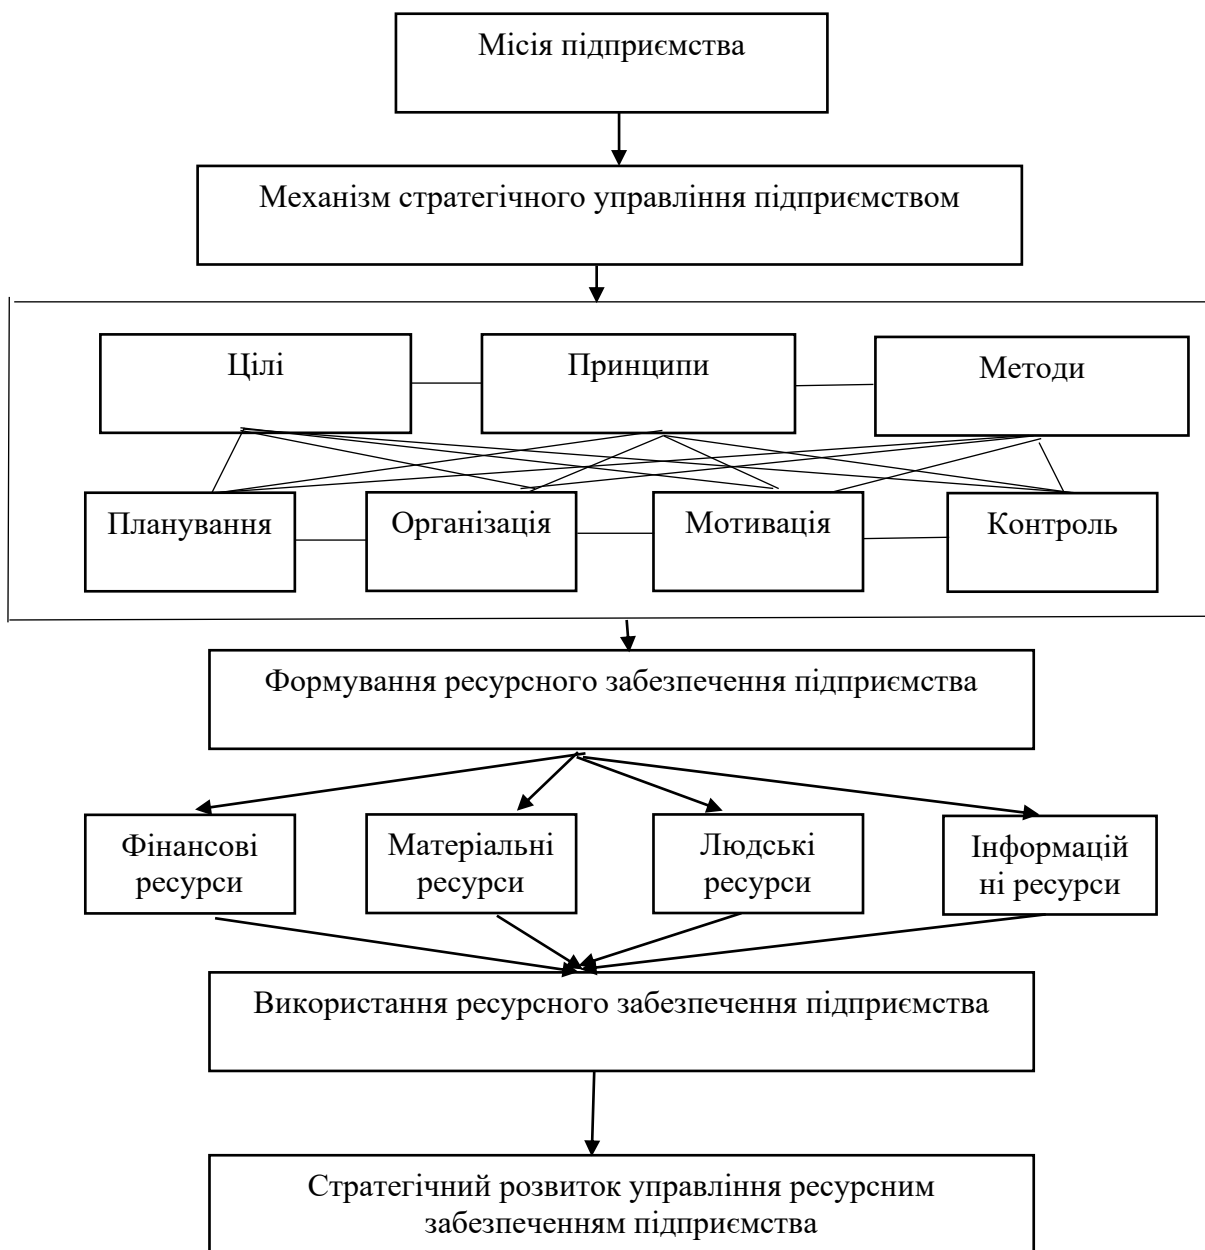 Місія підприємства
Механізм стратегічного управління підприємством
Цілі
Принципи
Методи
Планування
Організація
Мотивація
Контроль
Формування ресурсного забезпечення підприємства
Фінансові
ресурси
Матеріальні
ресурси
Людські
ресурси
Інформацій
ні ресурси
Використання ресурсного забезпечення підприємства
Стратегічний розвиток управління ресурсним
забезпеченням підприємства